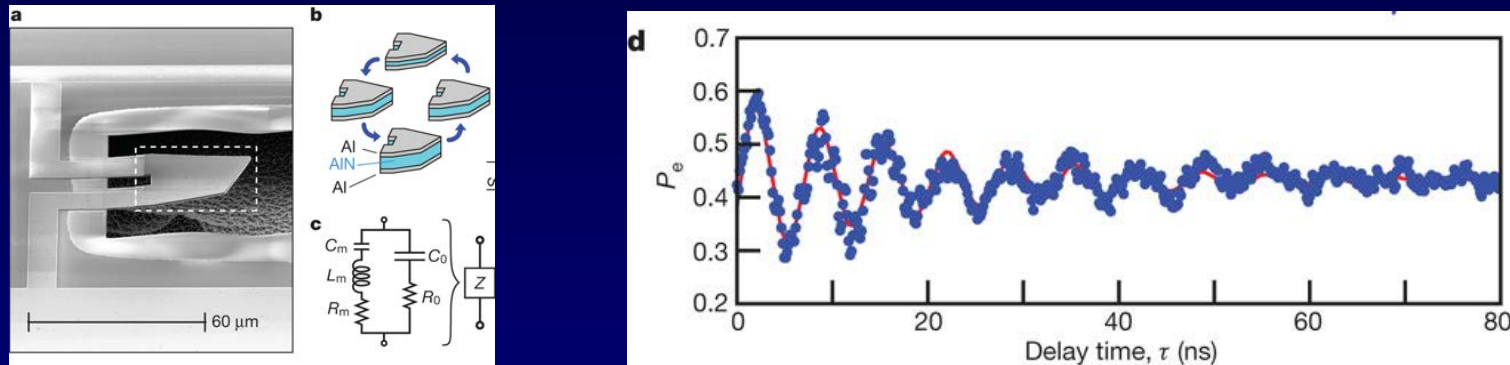 a
60 μm
b
Al
AlN
Al
c
Cm
Lm
Rm
C0
R0
Z
d
Pe
0.7
0.6
0.5
0.4
0.3
0.2
0
20
40
60
80
Delay time, τ (ns)